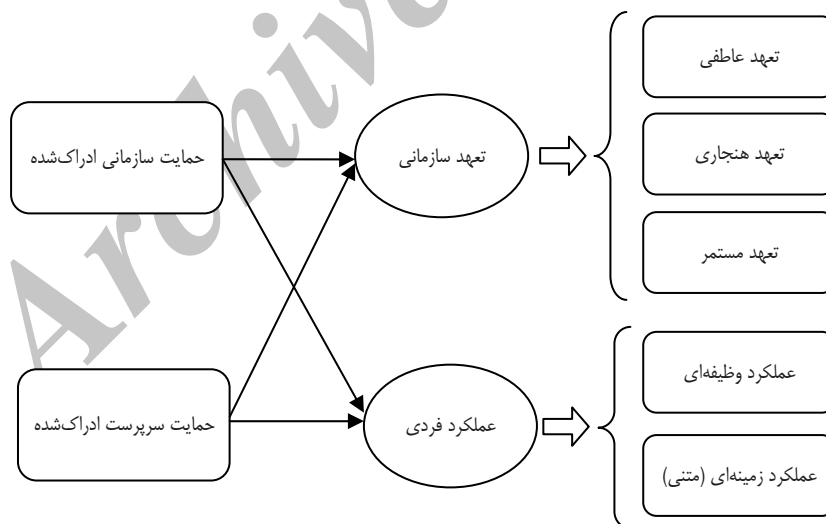 تعهد عاطفی
حمایت سازمانی ادراک‌شده
تعهد سازمانی
تعهد هنجاری
تعهد مستمر
حمایت سرپرست ادراک‌شده
عملکرد فردی
عملکرد وظیفه‌ای
عملکرد زمینه‌ای (متنی)
Archive